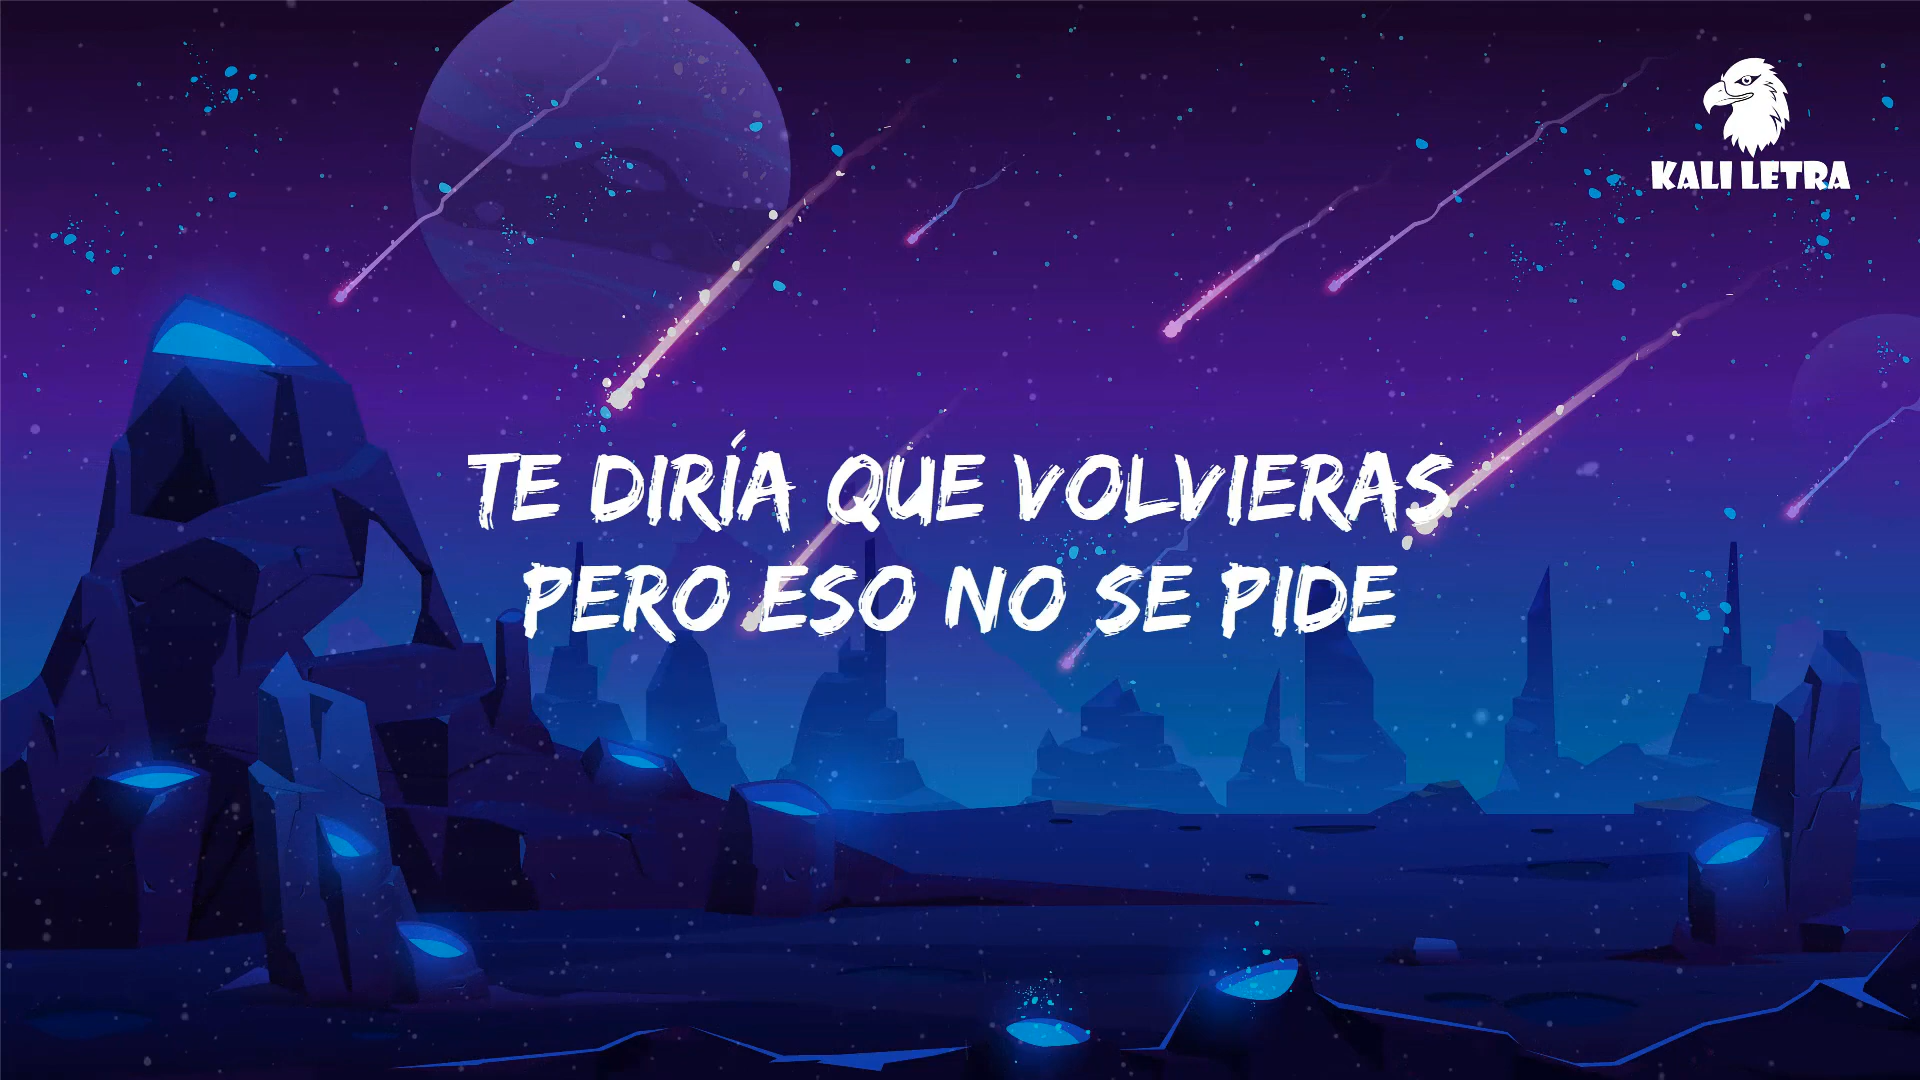 KALI LETRA
TE DIRÍA QUE VOLVIERAS
PERO ESO NO SE PIDE